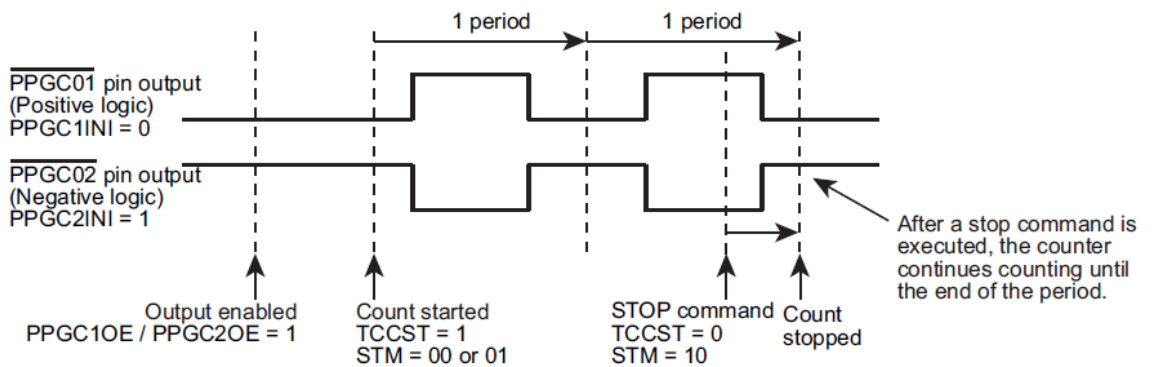 1 period
1 period
PPGC01 pin output
(Positive logic)
PPGC1INI = 0
PPGC02 pin output
(Negative logic)
PPGC2INI = 1
After a stop command is
executed, the counter
continues counting until
the end of the period.
Output enabled
PPGC1OE / PPGC2OE = 1
Count started
TCCST = 1
STM = 00 or 01
STOP command
TCCST = 0
STM = 10
Count
stopped